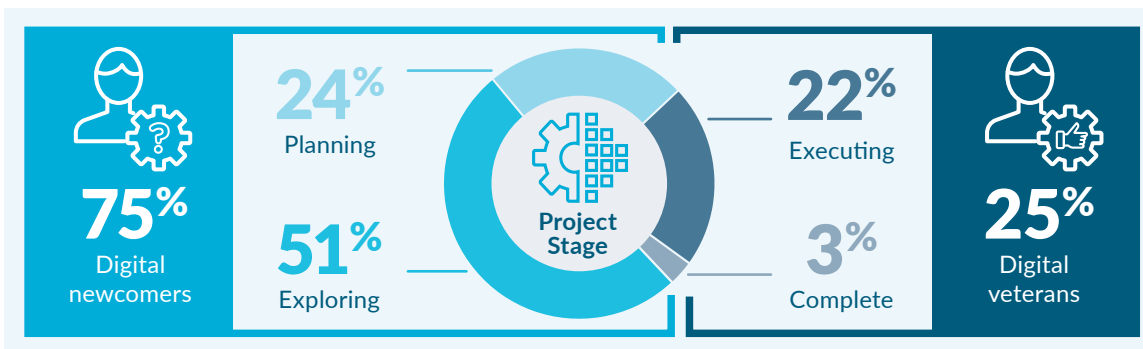 75%
Digital
newcomers
24%
Planning
51%
Exploring
Project
Stage
22%
Executing
3%
Complete
25%
Digital
veterans